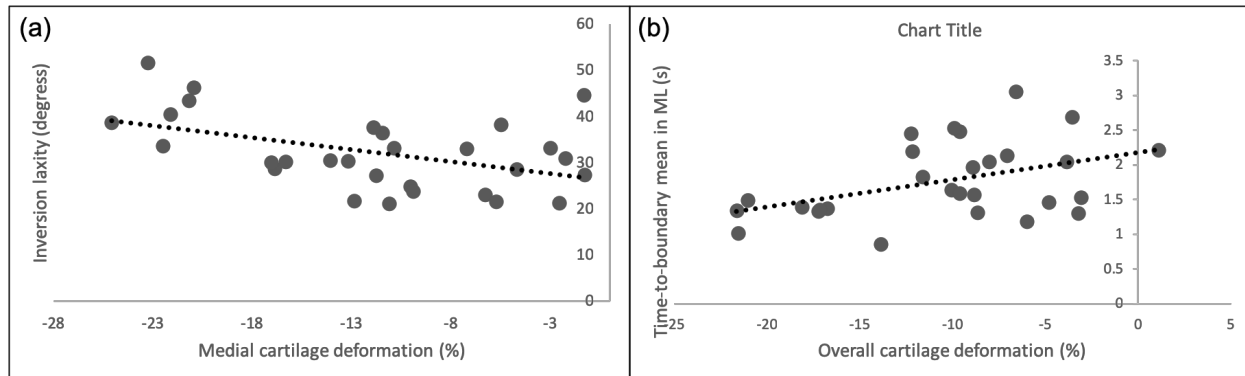 (a)
60
50
40
30
20
10
0
Inversion laxity (degress)
-28 -23 -18 -13 -8 -3
Medial cartilage deformation (%)
(b)
Chart Title
3.5
3
2.5
2
1.5
1
0.5
0
Time-to-boundary mean in ML (s)
-25 -20 -15 -10 -5 0 5
Overall cartilage deformation (%)